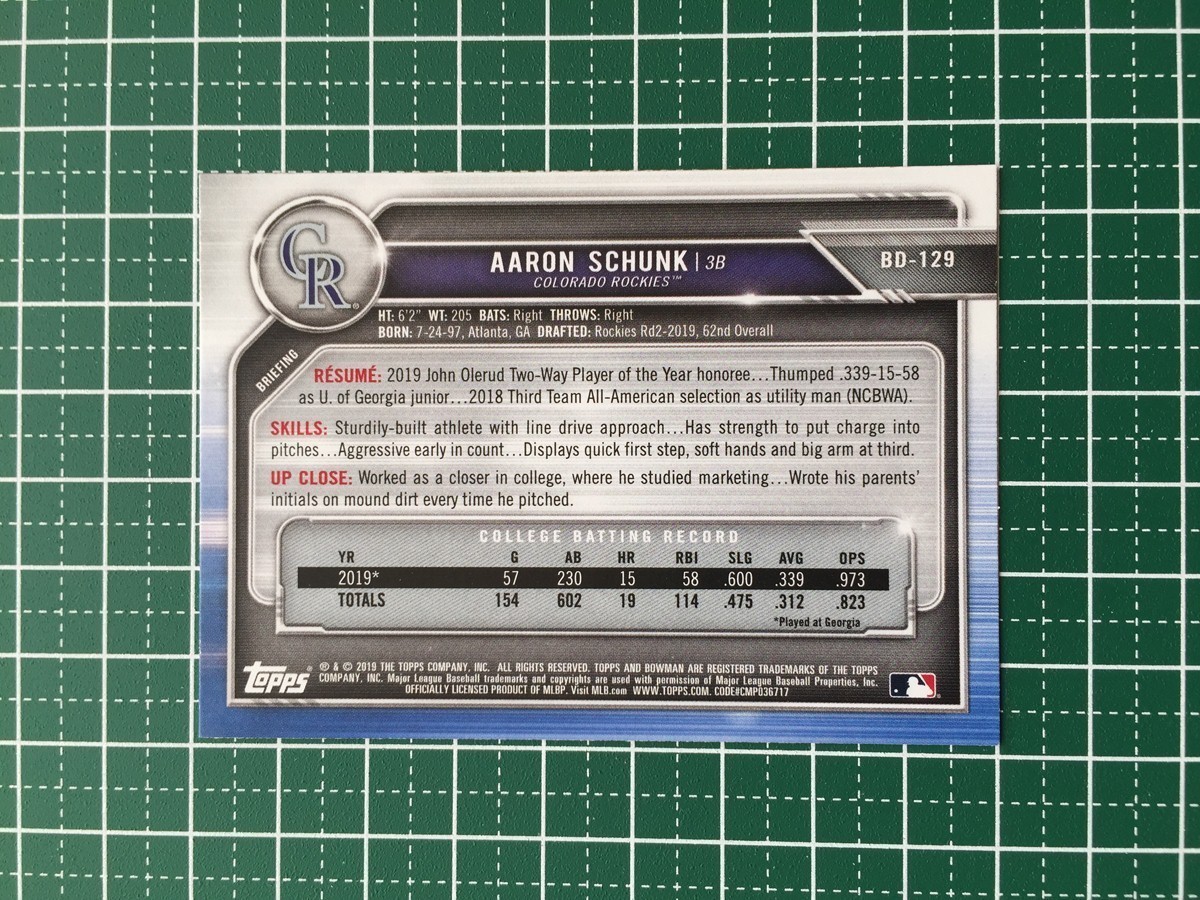 CR®
AARON SCHUNK | 3B
COLORADO ROCKIES™
BD-129
HT: 6'2" WT: 205 BATS: Right THROWS: Right
BORN: 7-24-97, Atlanta, GA DRAFTED: Rockies Rd2-2019, 62nd Overall
BRIEFING
RÉSUMÉ: 2019 John Olerud Two-Way Player of the Year honoree...Thumped .339-15-58
as U. of Georgia junior...2018 Third Team All-American selection as utility man (NCBWA).
SKILLS: Sturdily-built athlete with line drive approach...Has strength to put charge into
pitches...Aggressive early in count...Displays quick first step, soft hands and big arm at third.
UP CLOSE: Worked as a closer in college, where he studied marketing...Wrote his parents'
initials on mound dirt every time he pitched.
COLLEGE BATTING RECORD
YR G AB HR RBI SLG AVG OPS
2019* 57 230 15 58 .600 .339 .973
TOTALS 154 602 19 114 .475 .312 .823
*Played at Georgia
Topps® ® & © 2019 THE TOPPS COMPANY, INC. ALL RIGHTS RESERVED. TOPPS AND BOWMAN ARE REGISTERED TRADEMARKS OF THE TOPPS
COMPANY, INC. Major League Baseball trademarks and copyrights are used with permission of Major League Baseball Properties, Inc.
OFFICIALLY LICENSED PRODUCT OF MLBP. Visit MLB.com WWW.TOPPS.COM. CODE#CMP036717